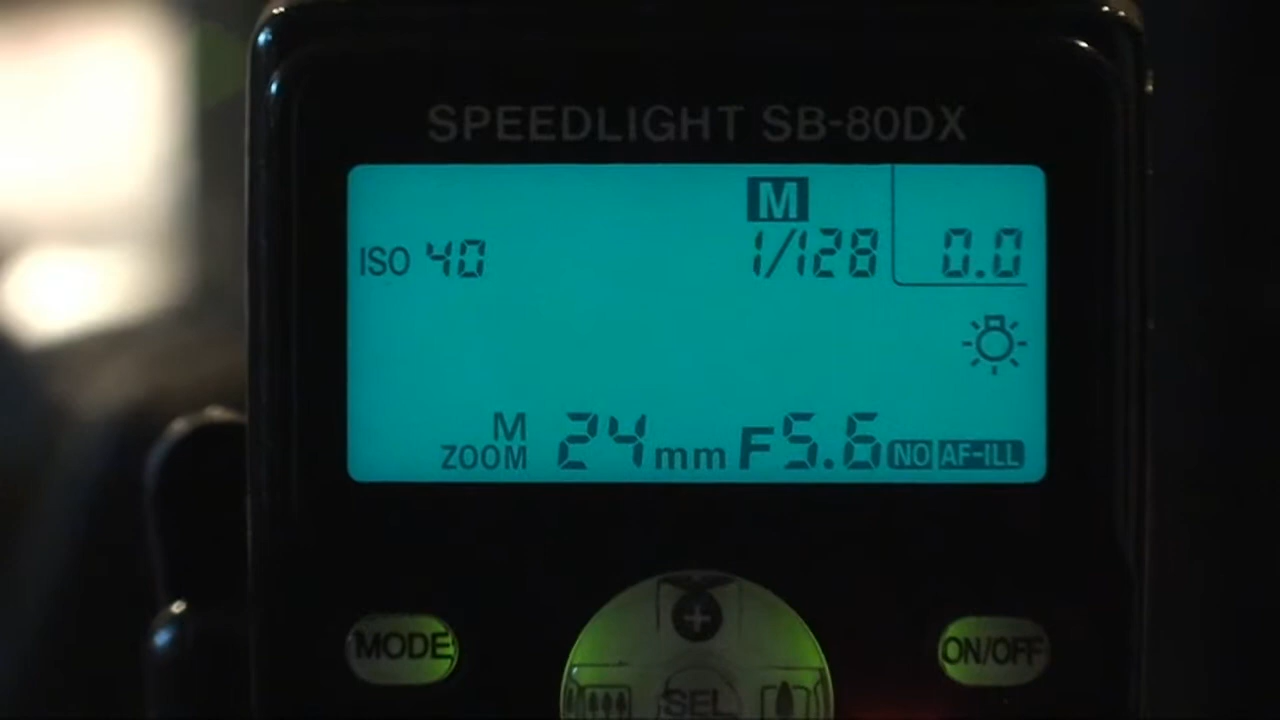 SPEEDLIGHT SB-80DX
M
ISO 40 1/128 0.0
M
ZOOM 24mm F5.6 NO AF-ILL
MODE ON/OFF
SEL